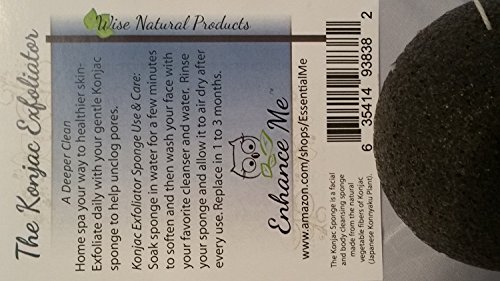 Wise Natural Products
The Konjac Exfoliator
A Deeper Clean
Home spa your way to healthier skin-
Exfoliate daily with your gentle Konjac
sponge to help unclog pores.
Konjac Exfoliator Sponge Use & Care:
Soak sponge in water for a few minutes
to soften and then wash your face with
your favorite cleanser and water. Rinse
your sponge and allow it to air dry after
every use. Replace in 1 to 3 months.
Enhance Me™
www.amazon.com/shops/EssentialMe
The Konjac Sponge is a facial
and body cleansing sponge
made from the natural
vegetable fibers of Konjac
(Japanese Konnyaku Plant).
6 35414 93838 2